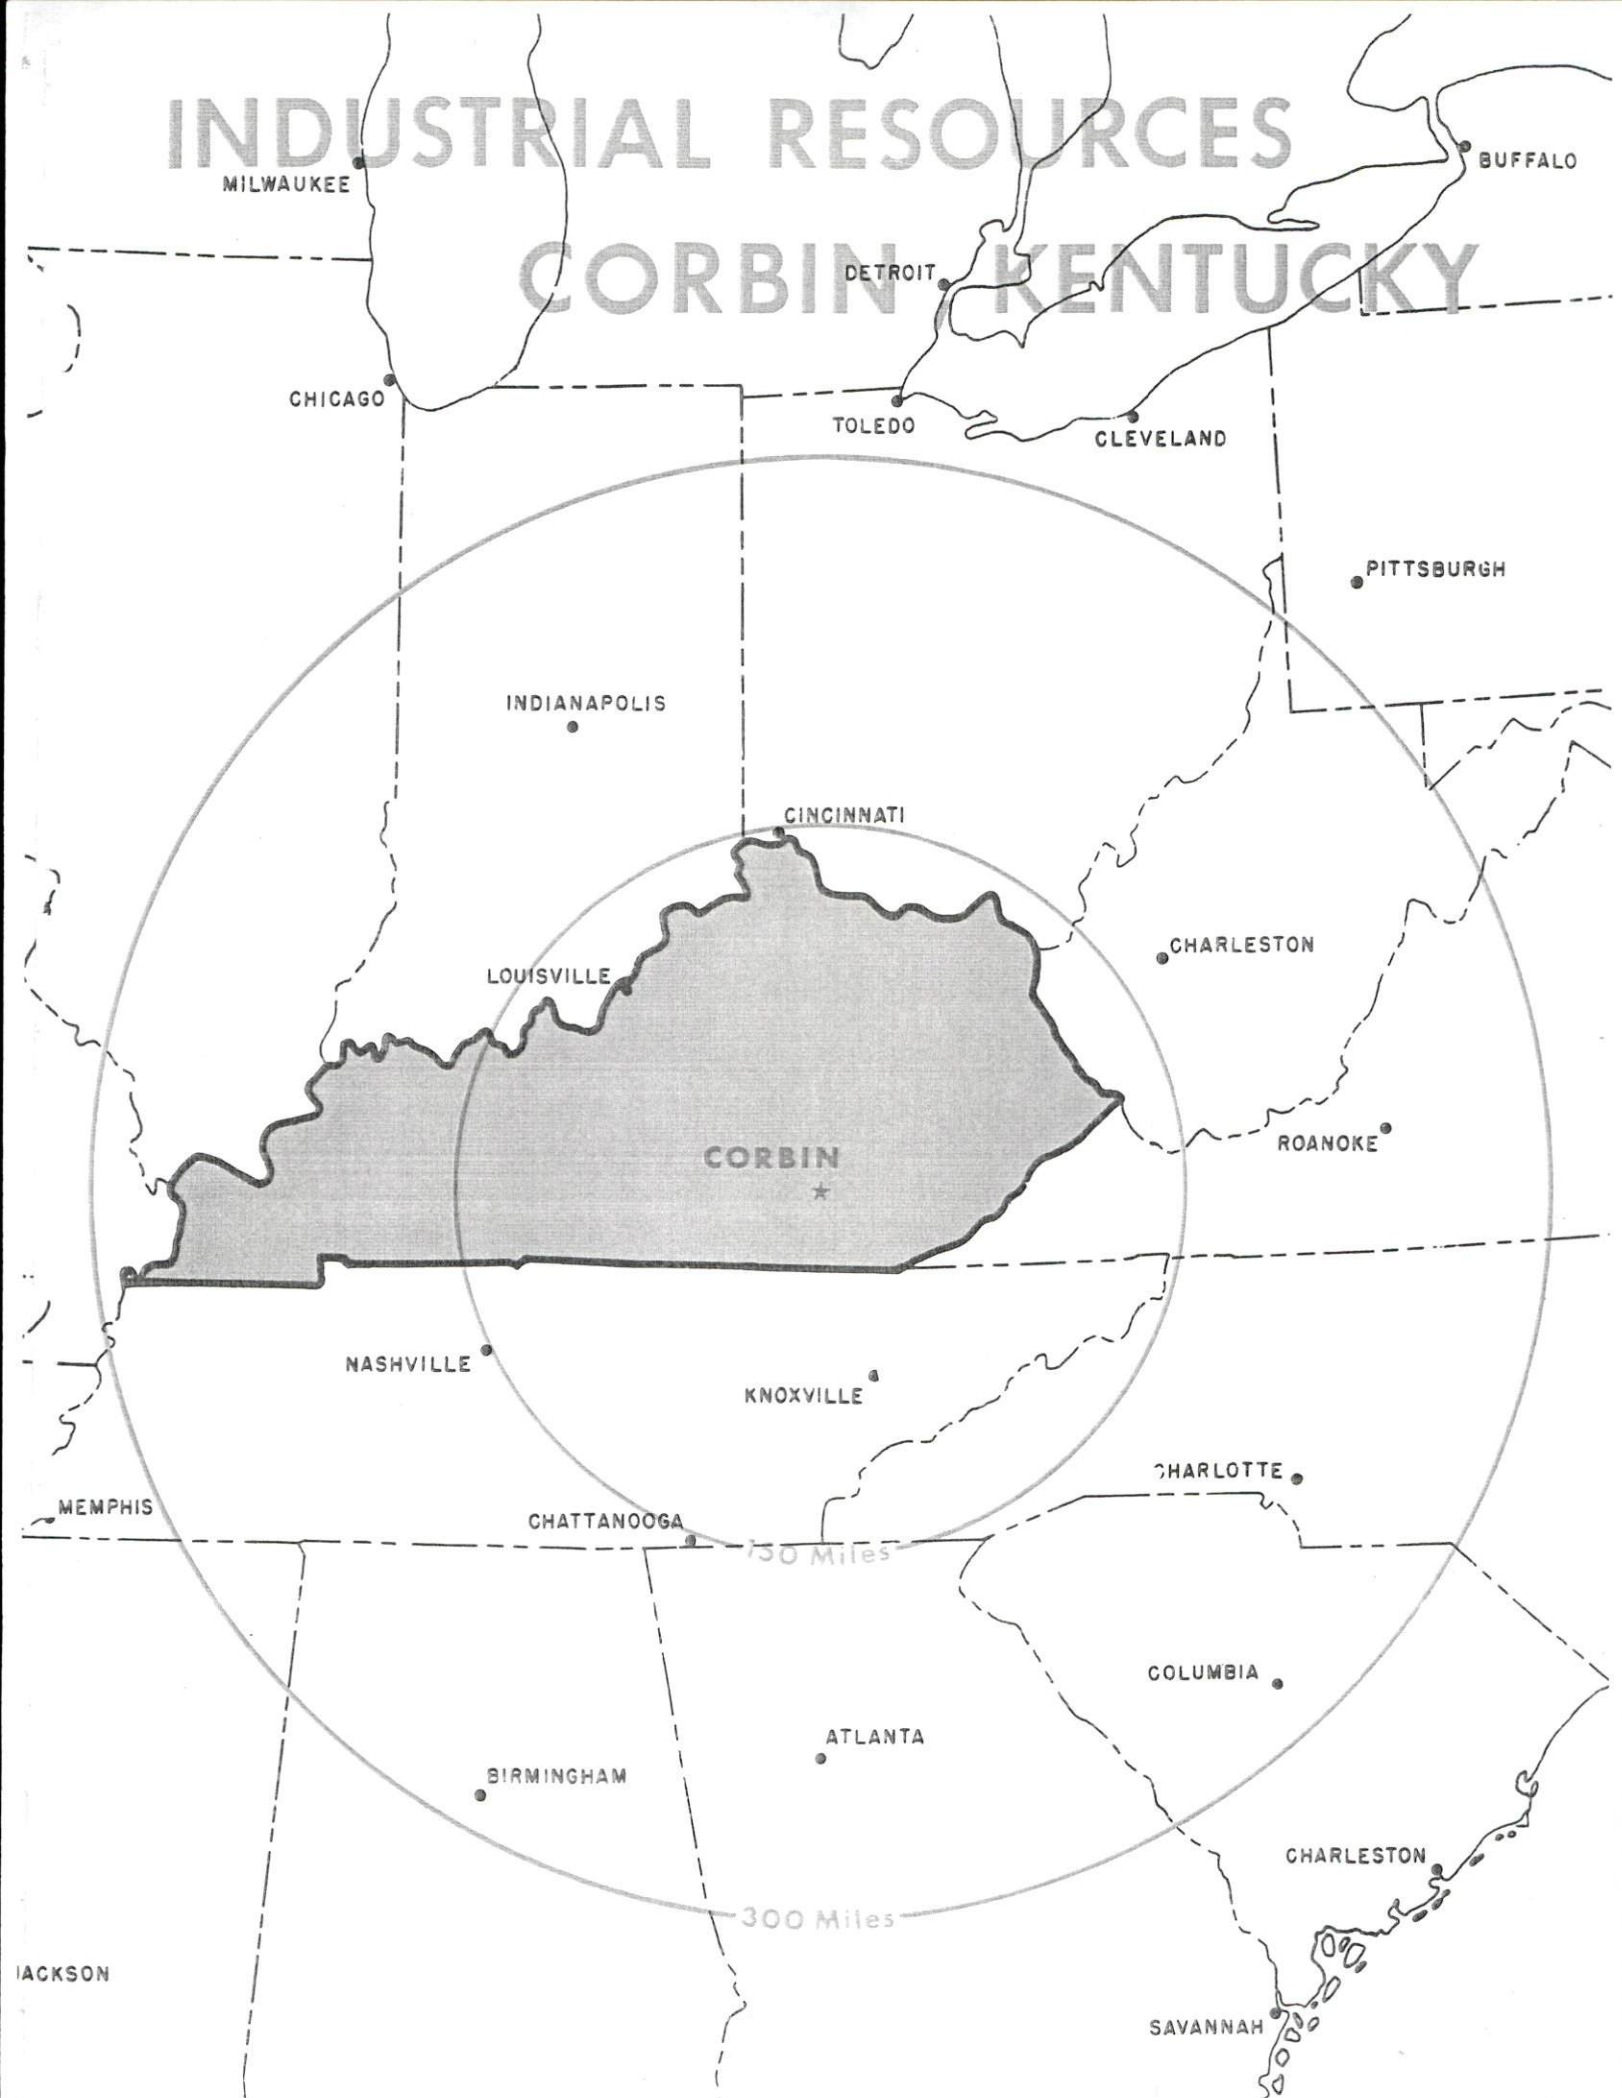 INDUSTRIAL RESOURCES
MILWAUKEE
BUFFALO
CORBIN KENTUCKY
DETROIT
CHICAGO
TOLEDO
CLEVELAND
PITTSBURGH
INDIANAPOLIS
CINCINNATI
CHARLESTON
LOUISVILLE
ROANOKE
CORBIN
NASHVILLE
KNOXVILLE
CHARLOTTE
MEMPHIS
CHATTANOOGA
150 Miles
COLUMBIA
ATLANTA
BIRMINGHAM
CHARLESTON
300 Miles
JACKSON
SAVANNAH